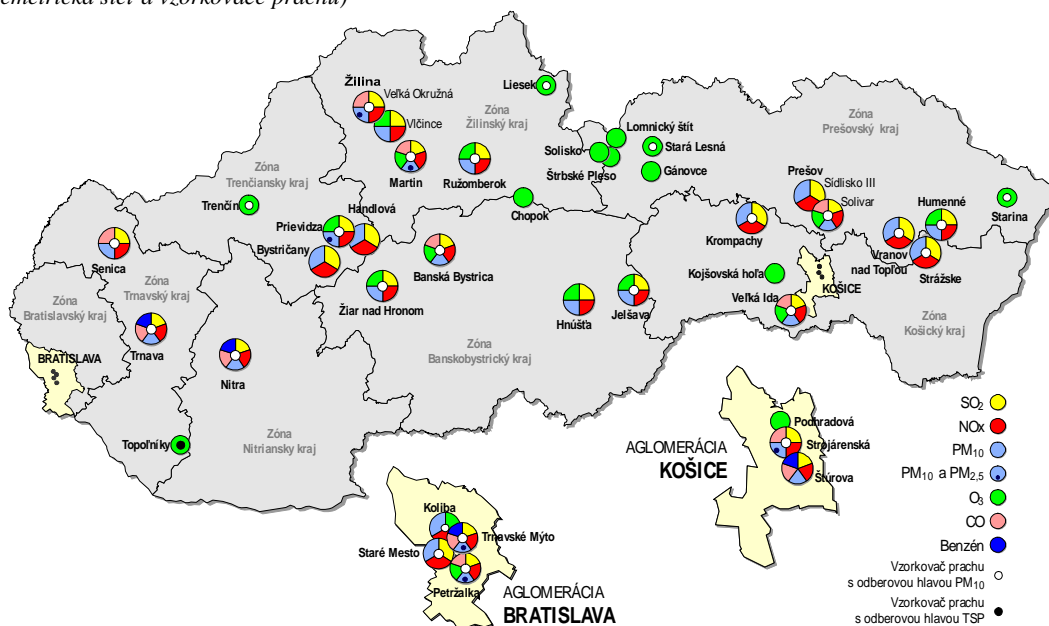 emetrická sieť a vzorkovače prachu)
Žilina
Veľká Okružná
Vlčince
Zóna
Žilinský kraj
Liesek
Martin
Ružomberok
Solisko
Lomnický štít
Stará Lesná
Štrbské Pleso
Gánovce
Chopok
Zóna
Prešovský kraj
Prešov
Sídlisko III
Solivar
Humenné
Starina
Krompachy
Vranov
nad Topľou
Strážske
Zóna
Trenčiansky kraj
Trenčín
Handlová
Prievidza
Bystričany
Banská Bystrica
Žiar nad Hronom
Kojšovská hoľa
KOŠICE
Veľká Ida
Jelšava
Hnúšťa
Zóna
Košický kraj
Zóna
Banskobystrický kraj
Senica
Zóna
Trnavský kraj
Zóna
Bratislavský kraj
Trnava
BRATISLAVA
Nitra
Zóna
Nitriansky kraj
Topoľníky
AGLOMERÁCIA
KOŠICE
Podhradová
Strojárenská
Štúrova
Koliba
Trnavské Mýto
Staré Mesto
Petržalka
AGLOMERÁCIA
BRATISLAVA
SO2
NOx
PM10
PM10 a PM2,5
O3
CO
Benzén
Vzorkovač prachu
s odberovou hlavou PM10
Vzorkovač prachu
s odberovou hlavou TSP